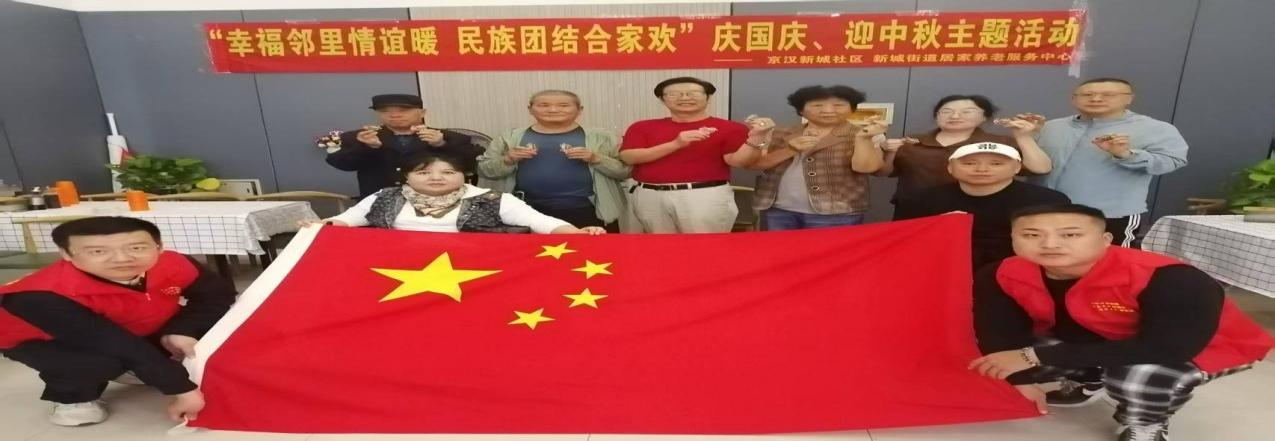 “幸福邻里情谊暖 民族团结合家欢” 庆国庆、迎中秋主题活动
—— 京汉新城社区 新城街道居家养老服务中心